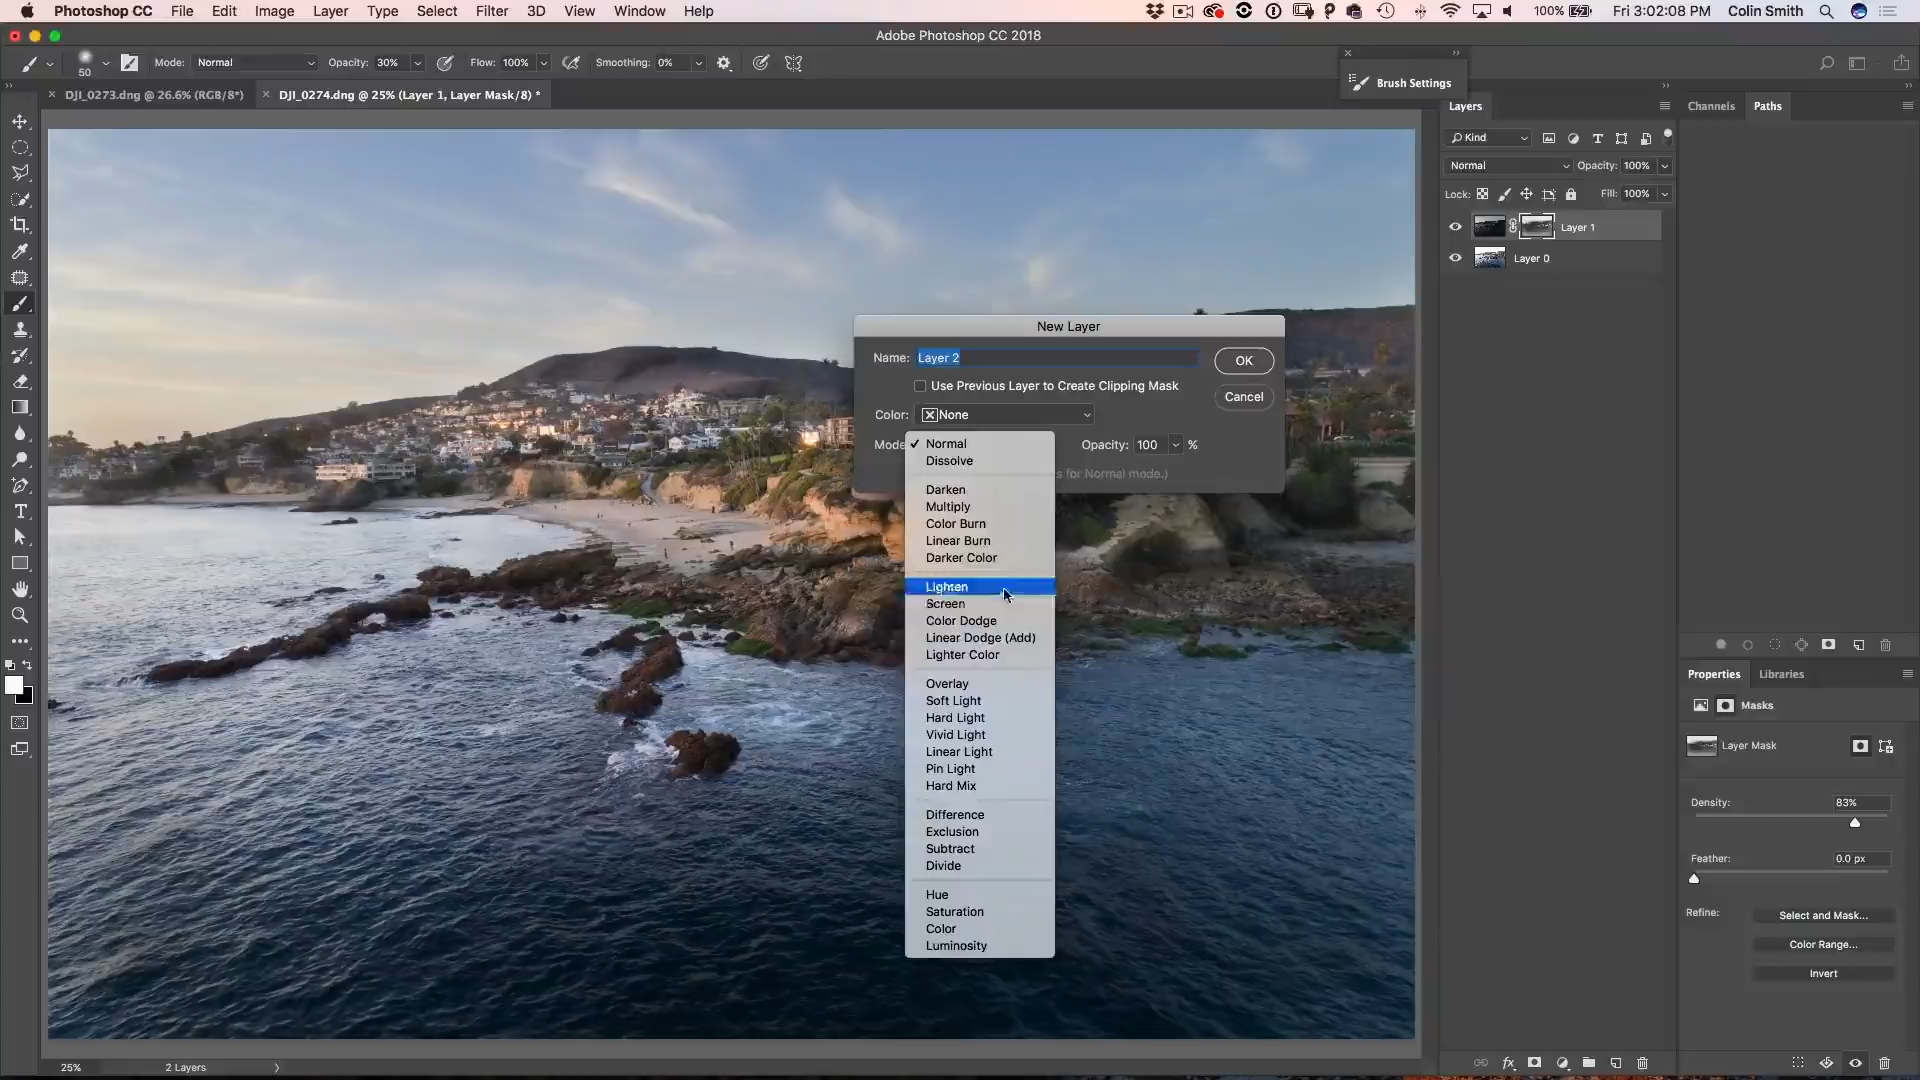 Photoshop CC File Edit Image Layer Type Select Filter 3D View Window Help 100% Fri 3:02:08 PM Colin Smith
Adobe Photoshop CC 2018
50 Mode: Normal Opacity: 30% Flow: 100% Smoothing: 0%
Brush Settings
DJI_0273.dng @ 26.6% (RGB/8*) DJI_0274.dng @ 25% (Layer 1, Layer Mask/8) *
Layers
Channels Paths
Kind
Normal Opacity: 100%
Lock: Fill: 100%
Layer 1
Layer 0
New Layer
Name: Layer 2
OK
Use Previous Layer to Create Clipping Mask
Cancel
Color: None
Mode
Opacity: 100 %
s for Normal mode.)
Normal
Dissolve
Darken
Multiply
Color Burn
Linear Burn
Darker Color
Lighten
Screen
Color Dodge
Linear Dodge (Add)
Lighter Color
Overlay
Soft Light
Hard Light
Vivid Light
Linear Light
Pin Light
Hard Mix
Difference
Exclusion
Subtract
Divide
Hue
Saturation
Color
Luminosity
Properties Libraries
Masks
Layer Mask
Density: 83%
Feather: 0.0 px
Refine: Select and Mask...
Color Range...
Invert
25% 2 Layers
fx